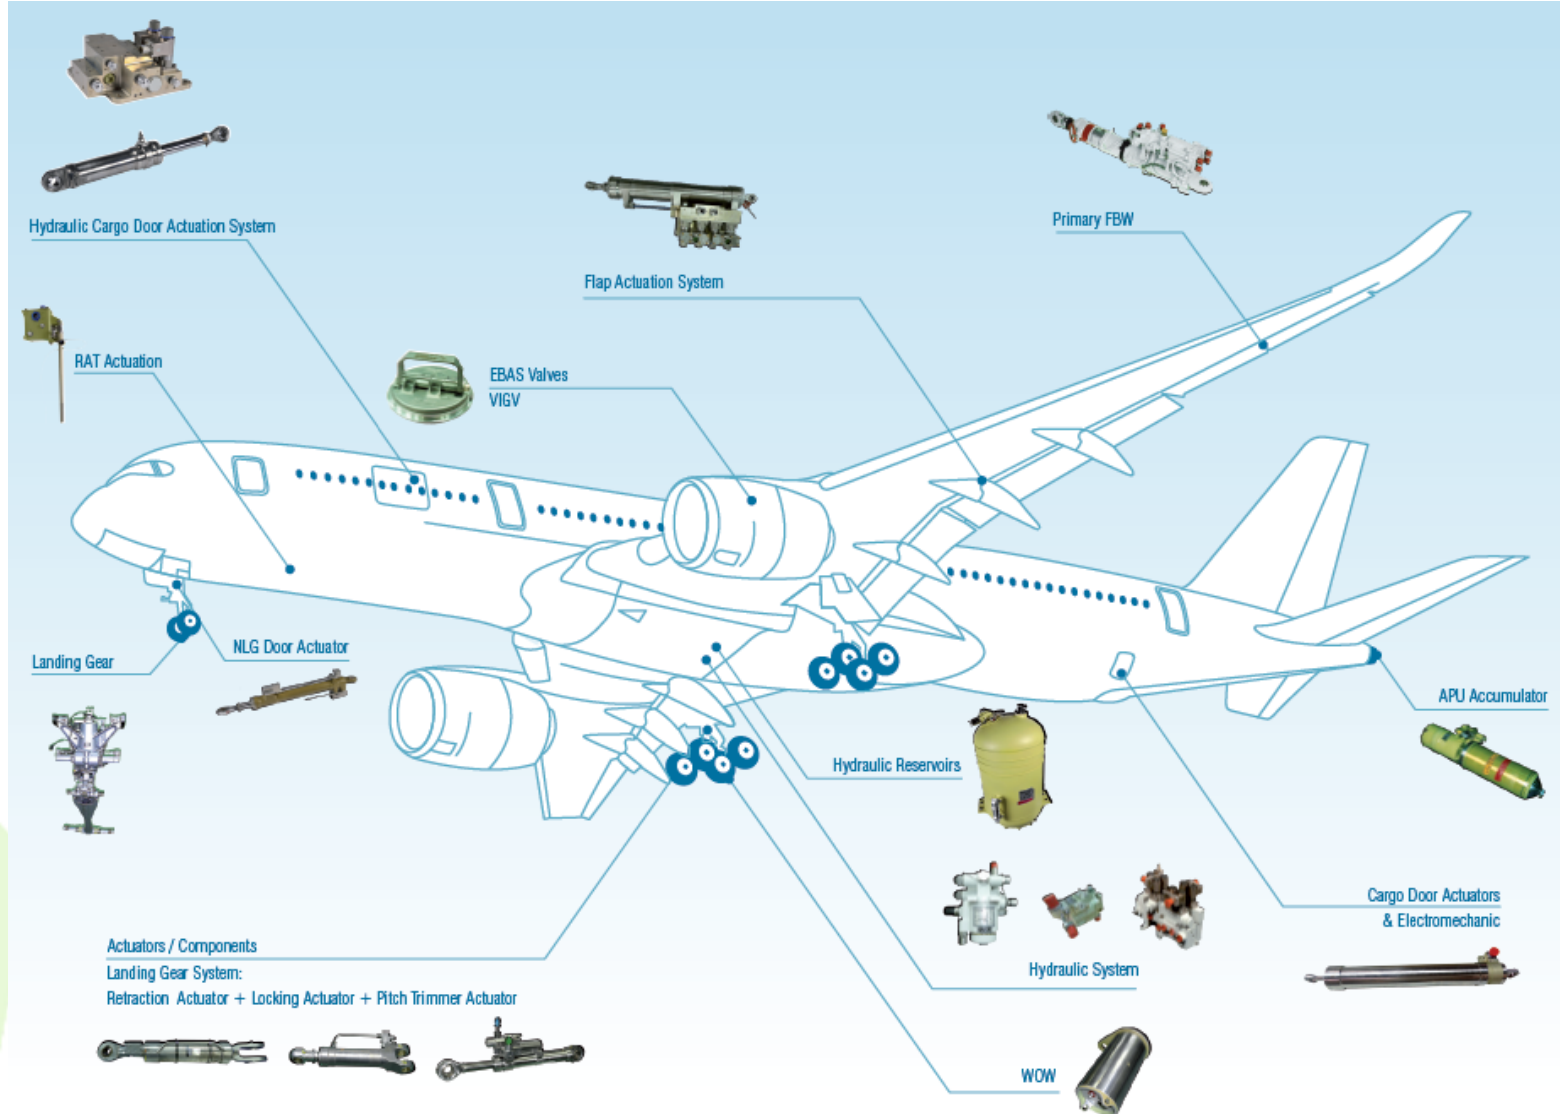 Hydraulic Cargo Door Actuation System
Primary FBW
Flap Actuation System
RAT Actuation
EBAS Valves
VIGV
NLG Door Actuator
Landing Gear
APU Accumulator
Hydraulic Reservoirs
Cargo Door Actuators
& Electromechanic
Actuators / Components
Landing Gear System:
Retraction Actuator + Locking Actuator + Pitch Trimmer Actuator
Hydraulic System
WOW